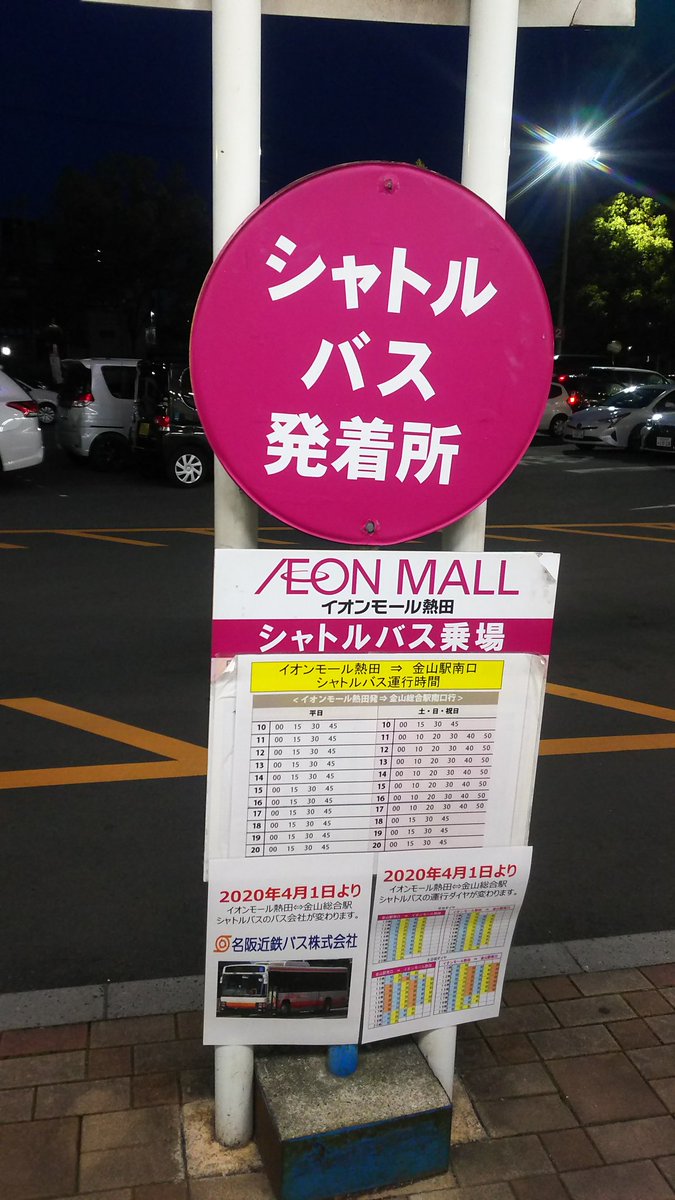 シャトル
バス
発着所
ÆON MALL
イオンモール熱田
シャトルバス乗場
イオンモール熱田 ⇒ 金山駅南口
シャトルバス運行時間
<イオンモール熱田発⇒金山総合駅南口行>
平日 土・日・祝日
10 00 15 30 45 10 00 15 30 45
11 00 15 30 45 11 00 10 20 30 40 50
12 00 15 30 45 12 00 10 20 30 40 50
13 00 15 30 45 13 00 10 20 30 40 50
14 00 15 30 45 14 00 10 20 30 40 50
15 00 15 30 45 15 00 10 20 30 40 50
16 00 15 30 45 16 00 10 20 30 40 50
17 00 15 30 45 17 00 10 20 30 40 50
18 00 15 30 45 18 00 15 30 45
19 00 15 30 45 19 00 15 30 45
20 00 15 30 45 20 00 15 30 45
2020年4月1日より
イオンモール熱田⇔金山総合駅
シャトルバスのバス会社が変わります。
名阪近鉄バス株式会社
2020年4月1日より
イオンモール熱田⇔金山総合駅
シャトルバスの運行ダイヤが変わります。